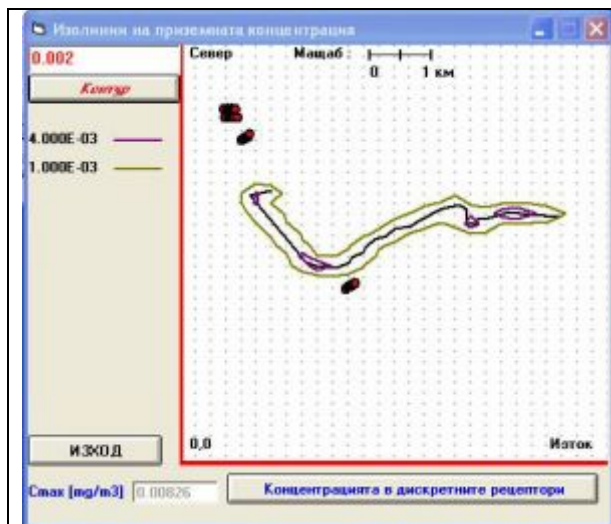 Изолинии на приземната концентрация
0.002
Север
Мащаб :
0 1 км
Контур
4.000E-03
1.000E-03
0,0
Изток
ИЗХОД
Cmax [mg/m3] 0.00826
Концентрацията в дискретните рецептори